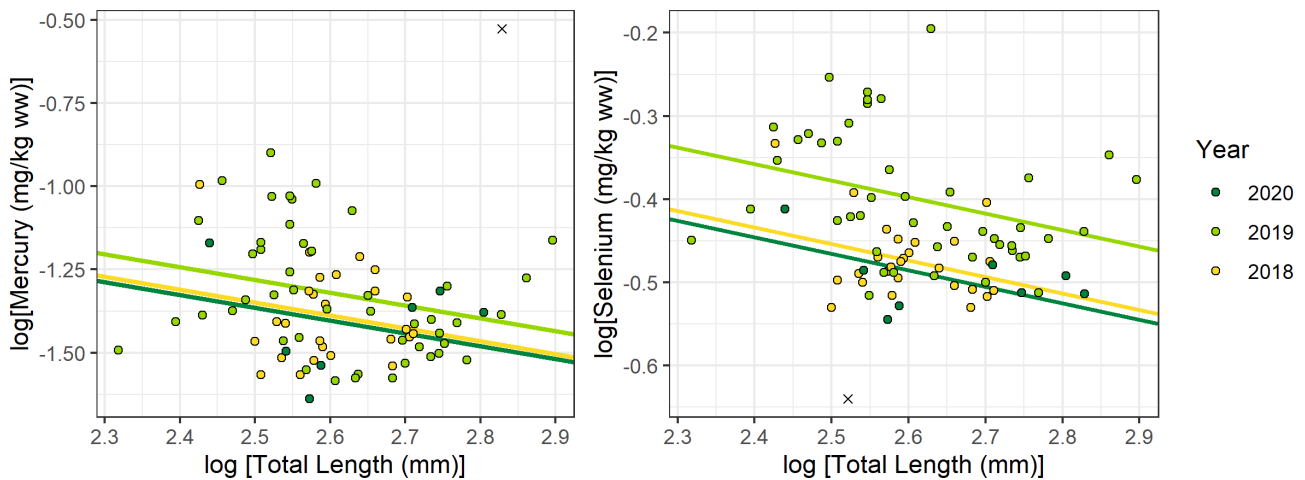 log[Mercury (mg/kg ww)]
-0.50
-0.75
-1.00
-1.25
-1.50
2.3 2.4 2.5 2.6 2.7 2.8 2.9
log [Total Length (mm)]
log[Selenium (mg/kg ww)]
-0.2
-0.3
-0.4
-0.5
-0.6
2.3 2.4 2.5 2.6 2.7 2.8 2.9
log [Total Length (mm)]
Year
2020
2019
2018